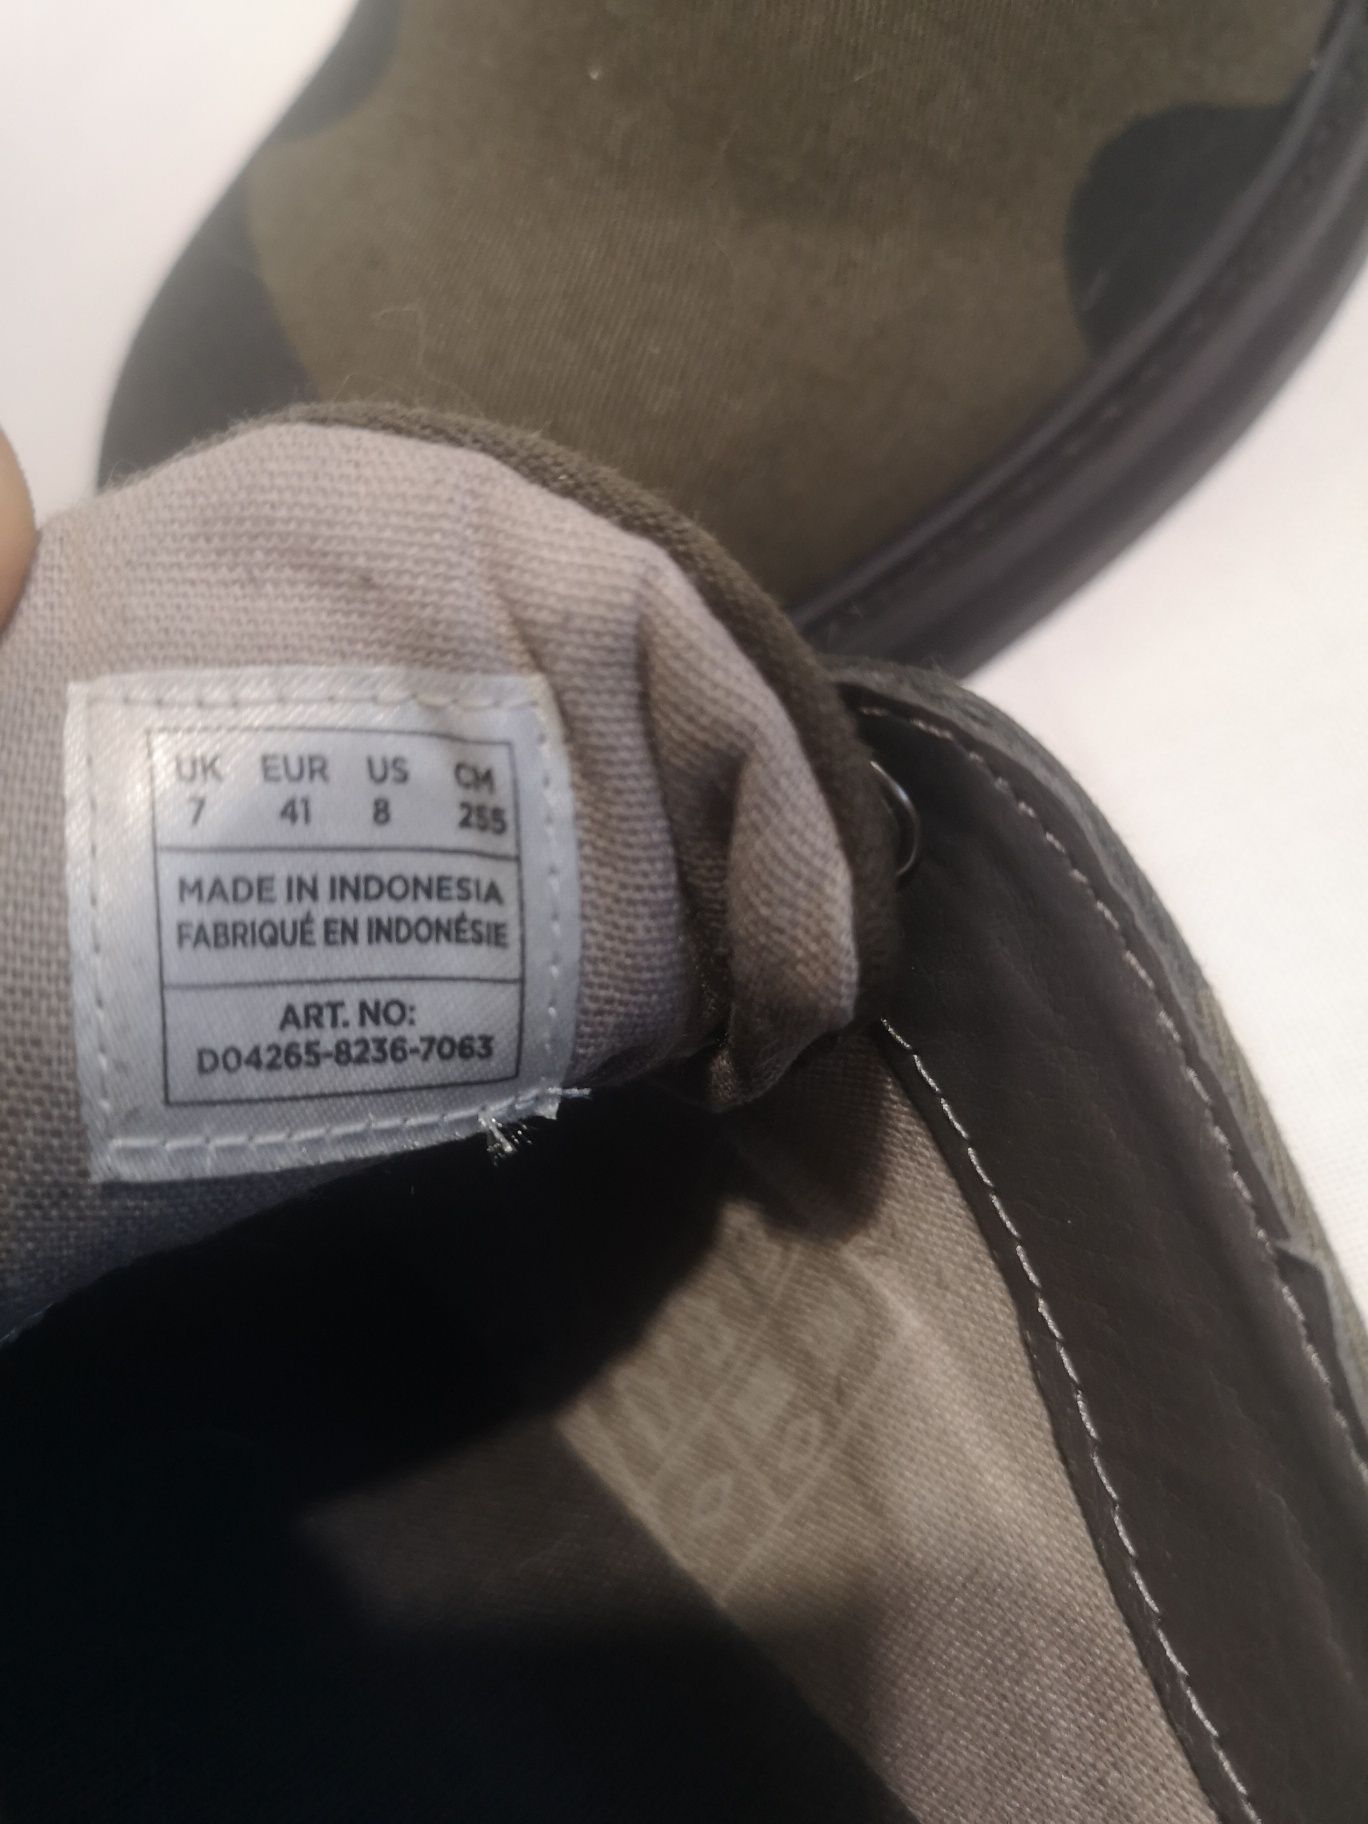 UK EUR US CM
7 41 8 255
MADE IN INDONESIA
FABRIQUÉ EN INDONÉSIE
ART. NO:
D04265-8236-7063